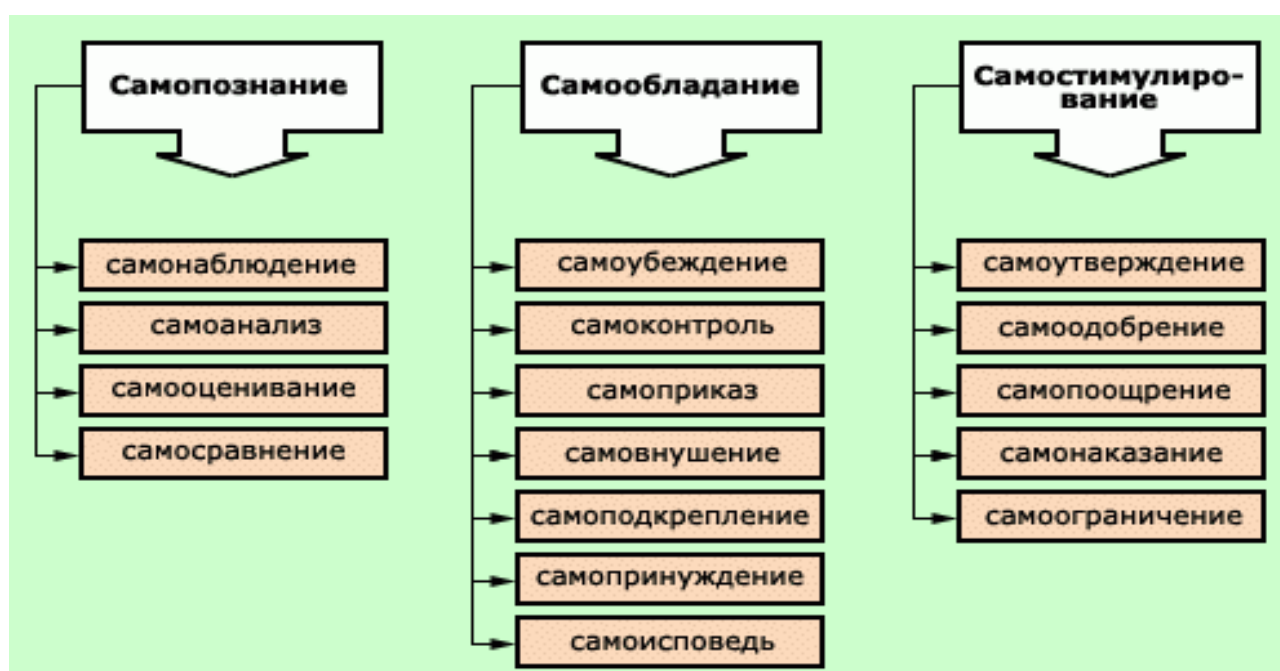 Самопознание
самонаблюдение
самоанализ
самооценивание
самосравнение
Самообладание
самоубеждение
самоконтроль
самоприказ
самовнушение
самоподкрепление
самопринуждение
самоисповедь
Самостимулиро-
вание
самоутверждение
самоодобрение
самопоощрение
самонаказание
самоограничение